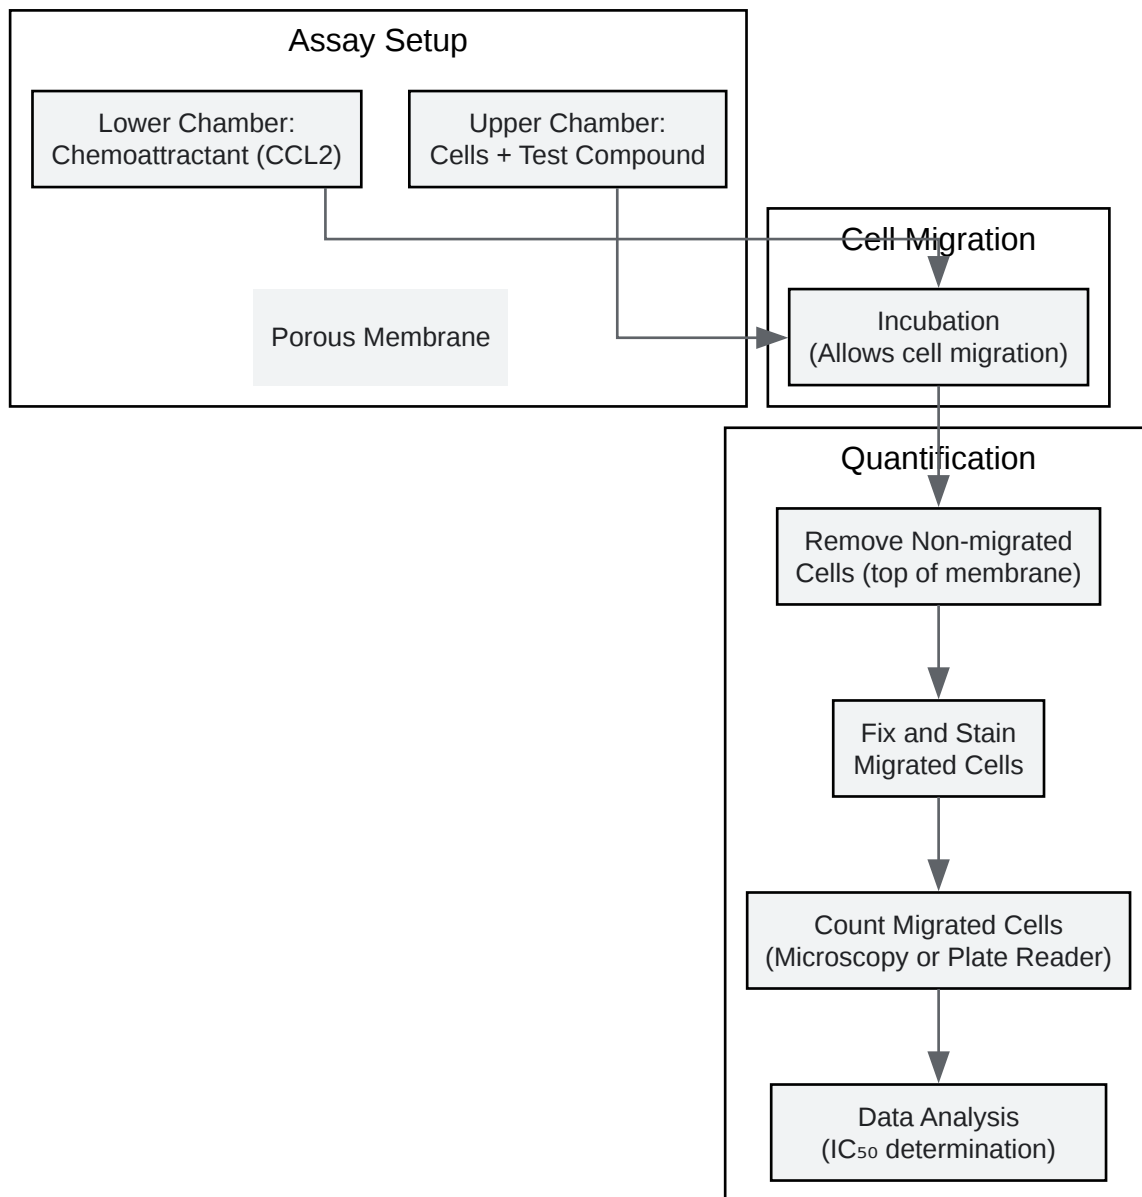 Assay Setup
Lower Chamber:
Chemoattractant (CCL2)
Upper Chamber:
Cells + Test Compound
Porous Membrane
Cell Migration
Incubation
(Allows cell migration)
Quantification
Remove Non-migrated
Cells (top of membrane)
Fix and Stain
Migrated Cells
Count Migrated Cells
(Microscopy or Plate Reader)
Data Analysis
(IC₅₀ determination)